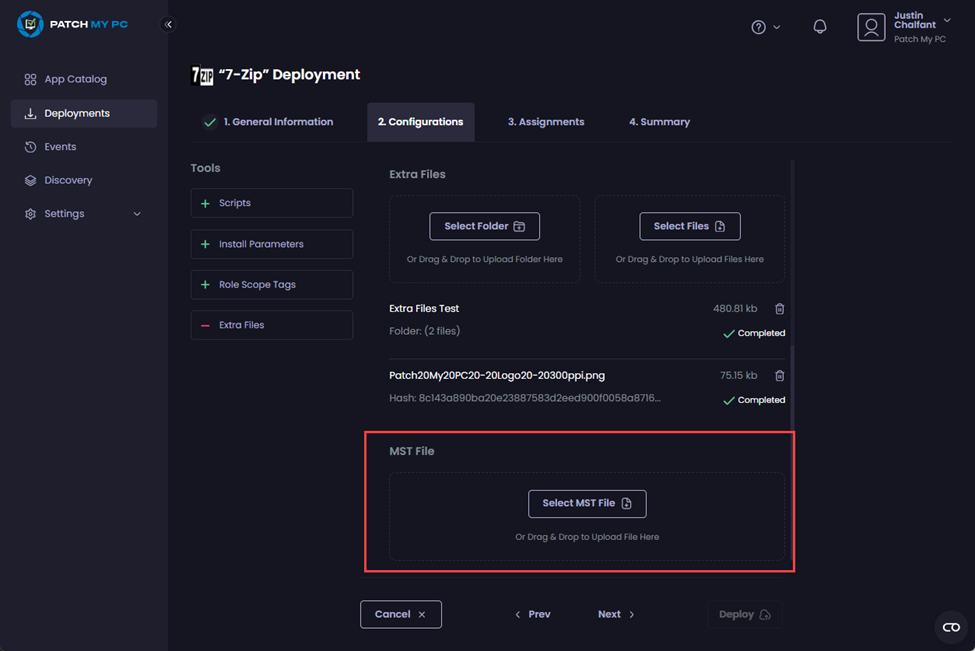 PATCH MY PC
Justin
Chalfant
Patch My PC
App Catalog
Deployments
Events
Discovery
Settings
7ZIP "7-Zip" Deployment
1. General Information
2. Configurations
3. Assignments
4. Summary
Tools
Scripts
Install Parameters
Role Scope Tags
Extra Files
Extra Files
Select Folder
Or Drag & Drop to Upload Folder Here
Select Files
Or Drag & Drop to Upload Files Here
Extra Files Test
480.81 kb
Folder: (2 files)
Completed
Patch20My20PC20-20Logo20-20300ppi.png
75.15 kb
Hash: 8c143a890ba20e23887583d2eed900f0058a8716...
Completed
MST File
Select MST File
Or Drag & Drop to Upload File Here
Cancel
Prev
Next
Deploy